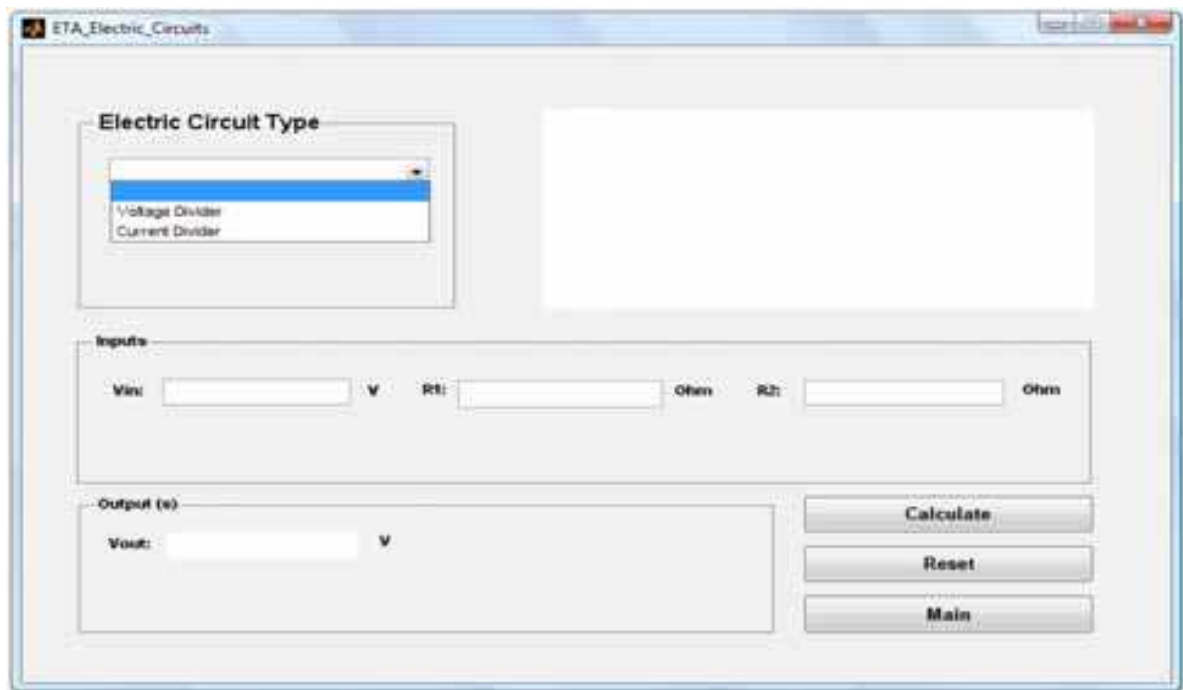 ETA_Electric_Circuits
Electric Circuit Type
Voltage Divider
Current Divider
Inputs
Vin: V R1: Ohm R2: Ohm
Output (s)
Vout: V
Calculate
Reset
Main